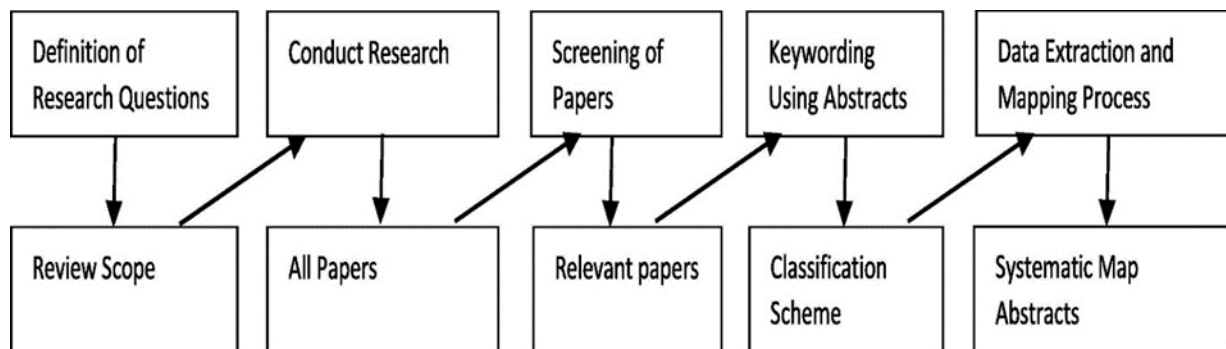 Definition of
Research Questions
Conduct Research
Screening of
Papers
Keywording
Using Abstracts
Data Extraction and
Mapping Process
Review Scope
All Papers
Relevant papers
Classification
Scheme
Systematic Map
Abstracts